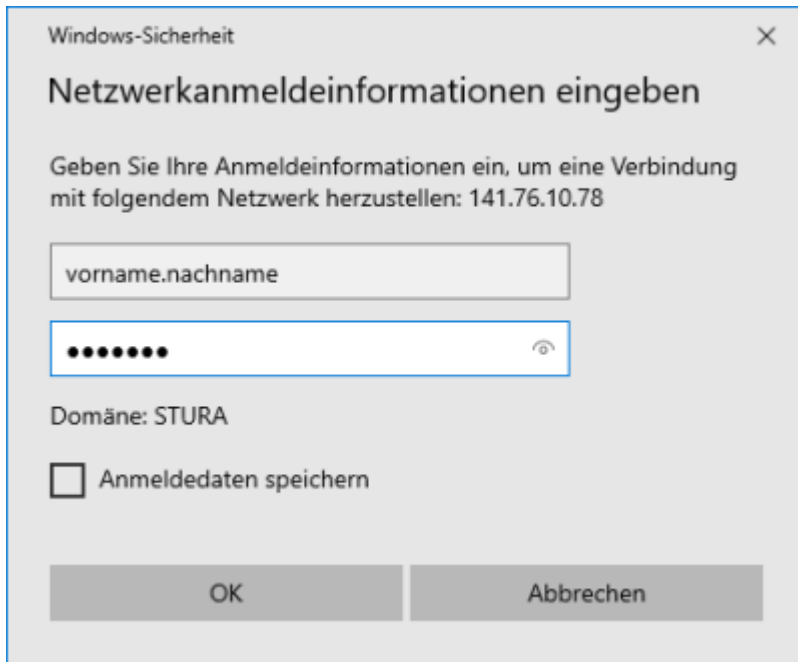 Windows-Sicherheit
Netzwerkanmeldeinformationen eingeben
Geben Sie Ihre Anmeldeinformationen ein, um eine Verbindung
mit folgendem Netzwerk herzustellen: 141.76.10.78
vorname.nachname
•••••••
Domäne: STURA
Anmeldedaten speichern
OK
Abbrechen